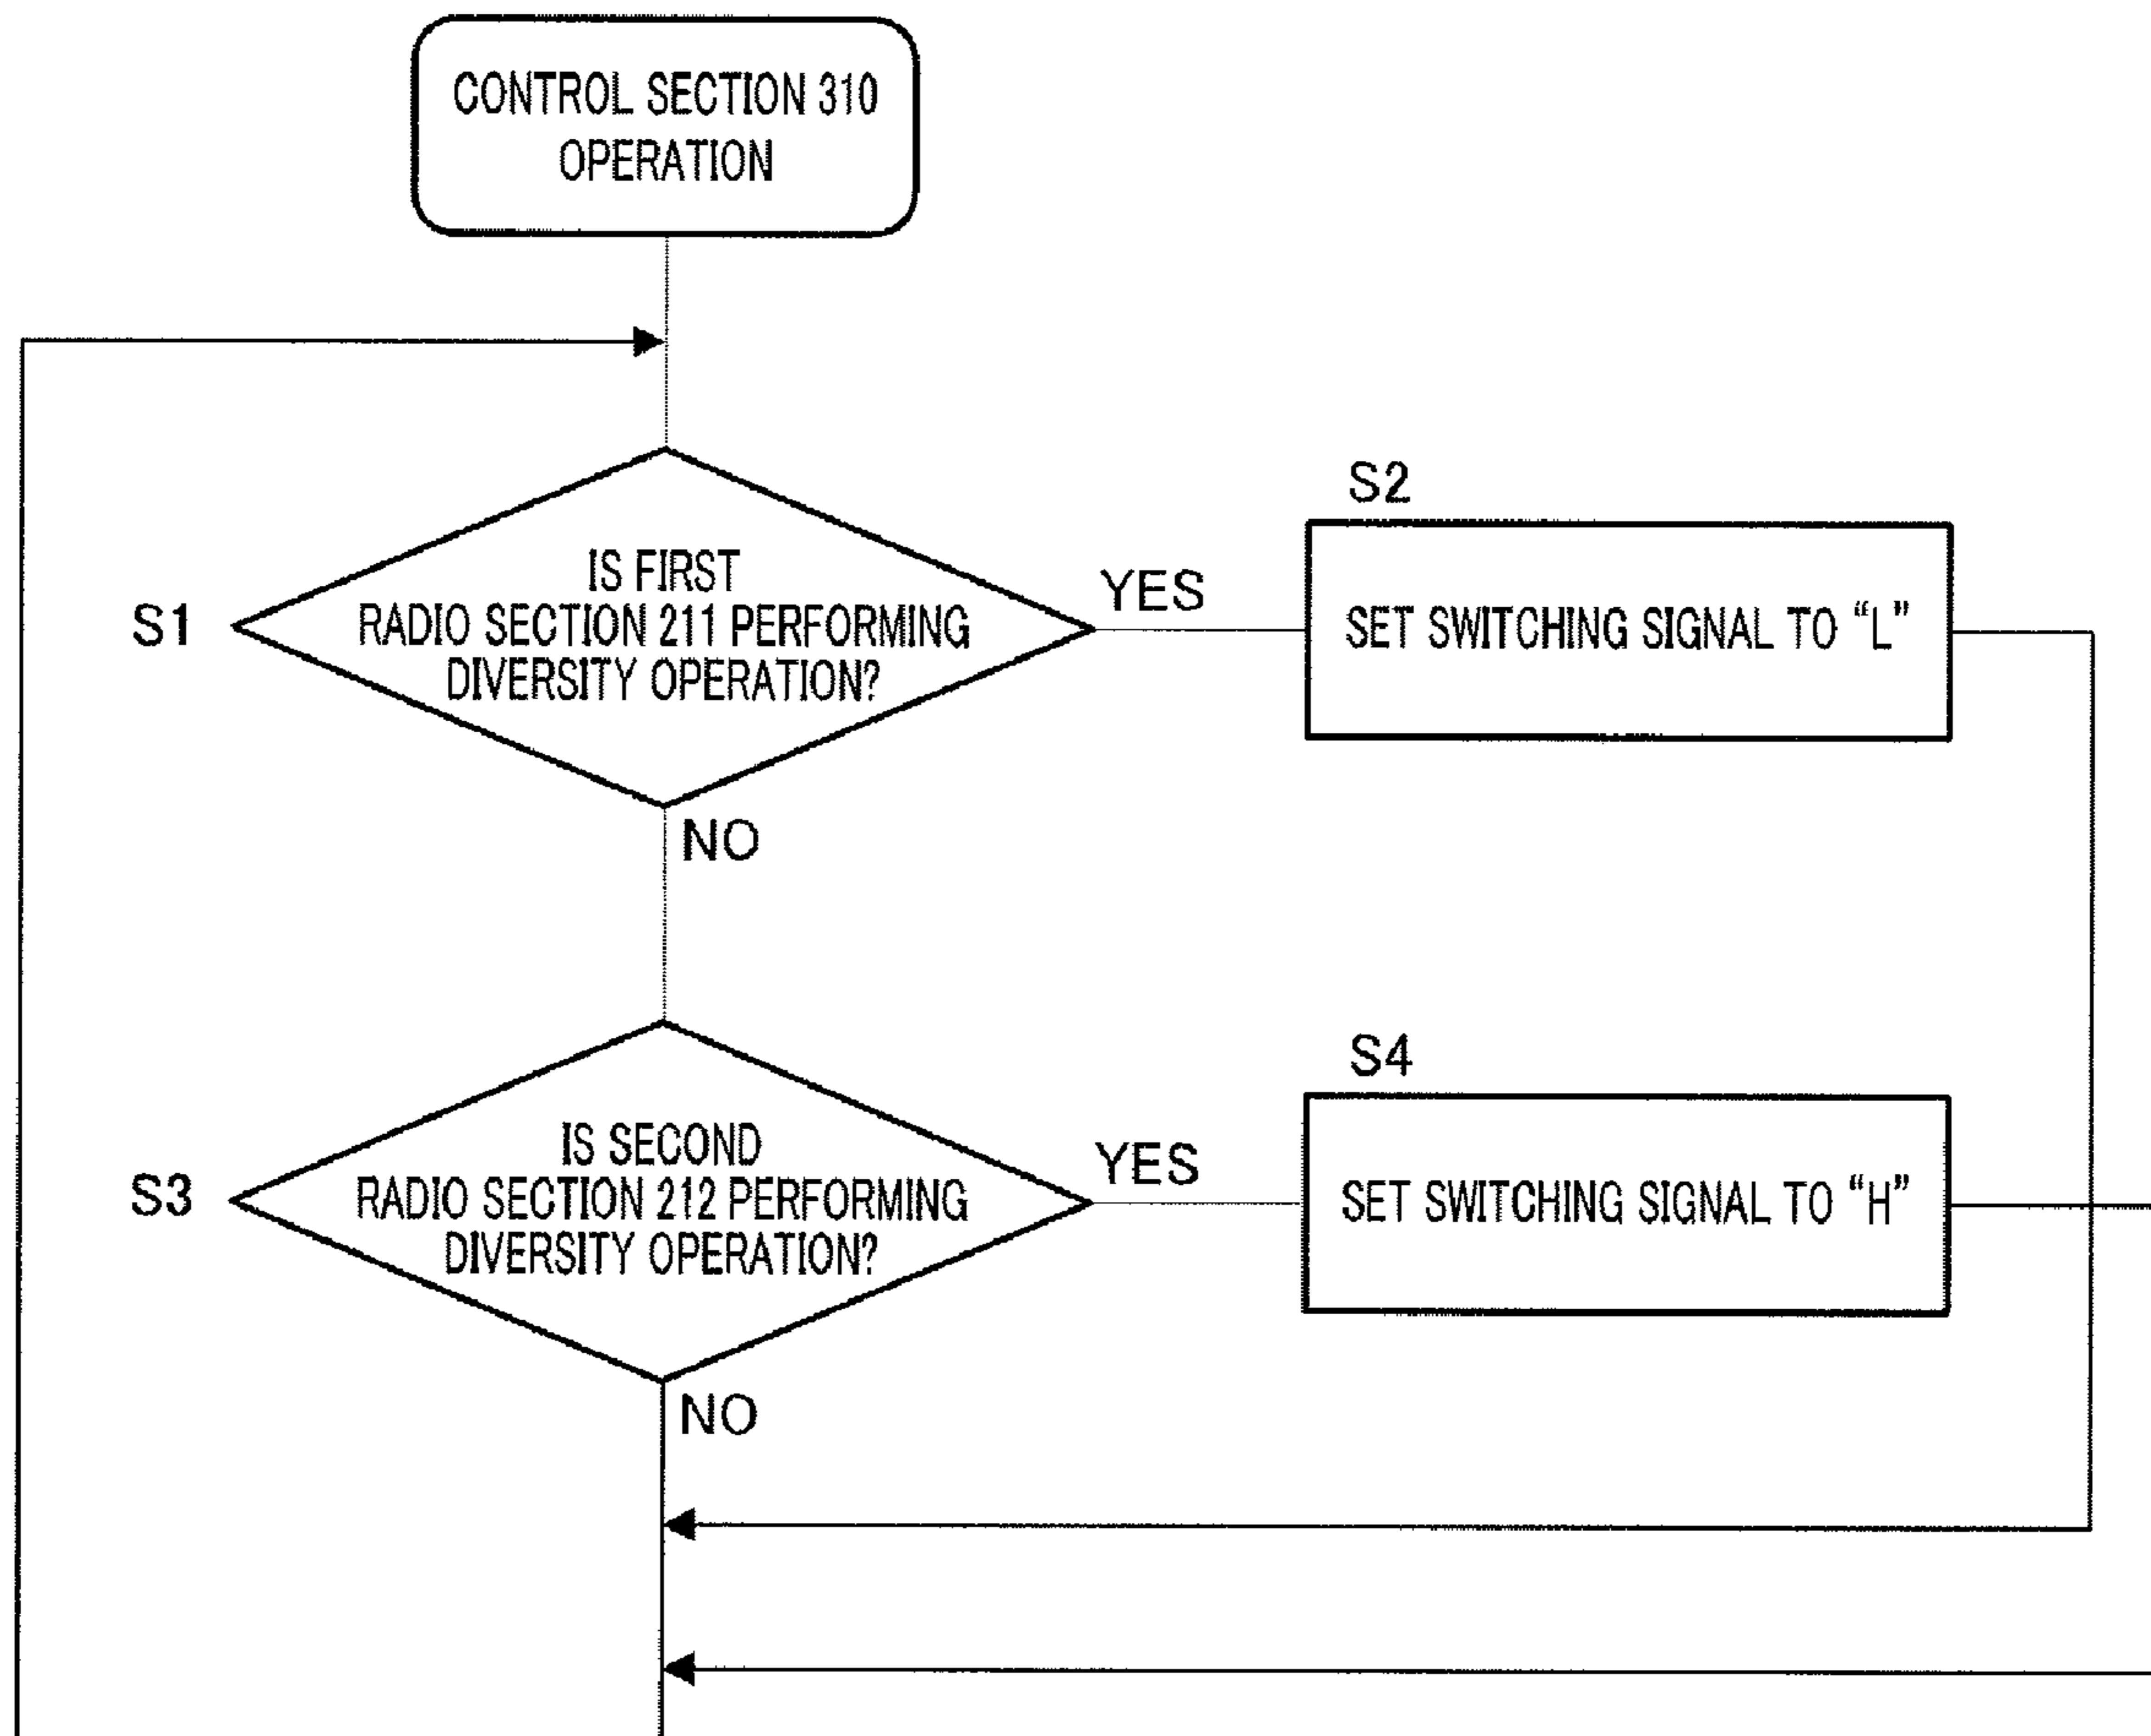 CONTROL SECTION 310
OPERATION
S1
IS FIRST
RADIO SECTION 211 PERFORMING
DIVERSITY OPERATION?
YES
S2
SET SWITCHING SIGNAL TO “L”
NO
S3
IS SECOND
RADIO SECTION 212 PERFORMING
DIVERSITY OPERATION?
YES
S4
SET SWITCHING SIGNAL TO “H”
NO